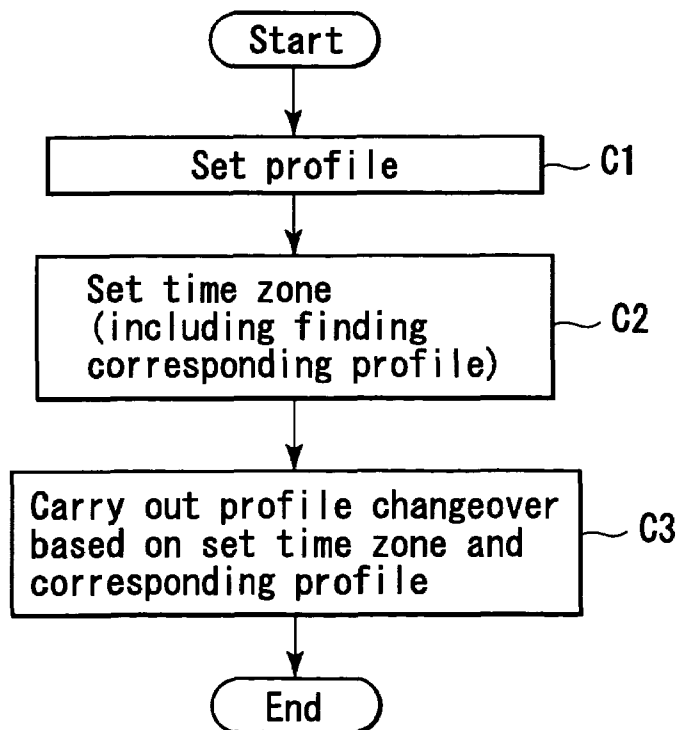 Start
Set profile
C1
Set time zone
(including finding
corresponding profile)
C2
Carry out profile changeover
based on set time zone and
corresponding profile
C3
End